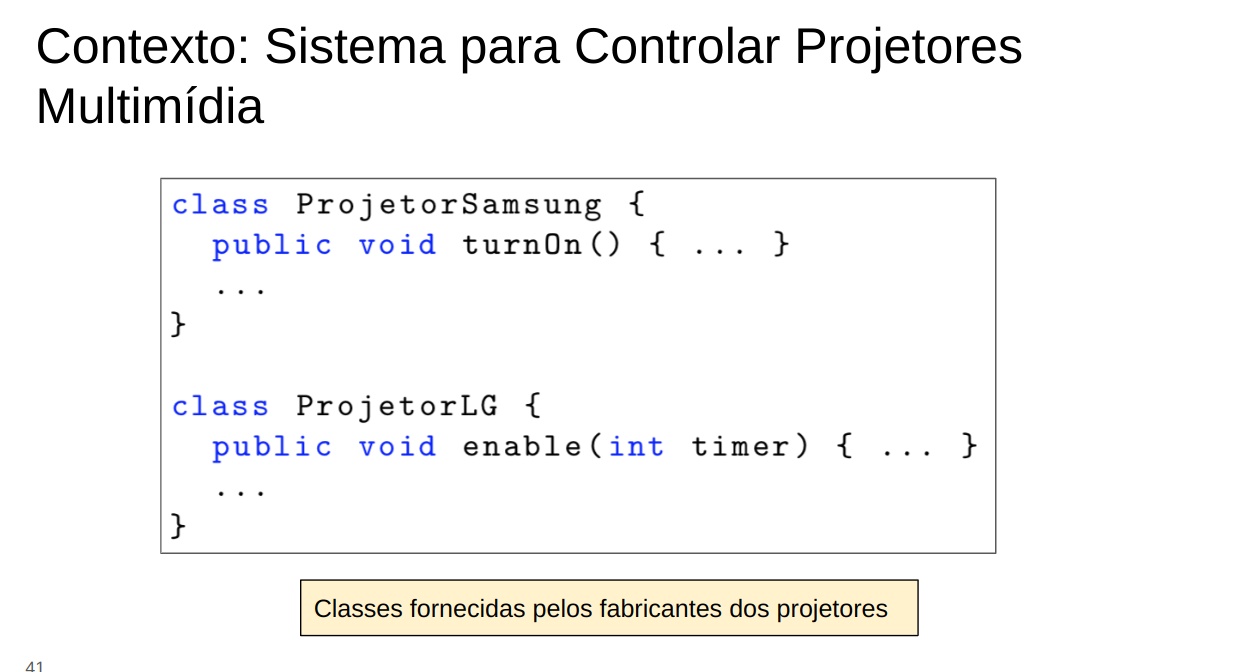 Contexto: Sistema para Controlar Projetores
Multimídia
class ProjetorSamsung {
  public void turnOn() { ... }
  ...
}
class ProjetorLG {
  public void enable(int timer) { ... }
  ...
}
Classes fornecidas pelos fabricantes dos projetores
41